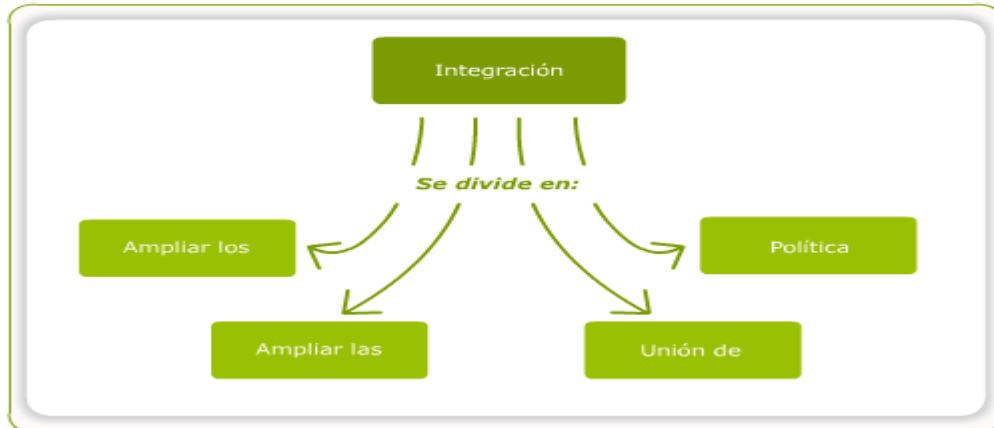 Integración
Se divide en:
Ampliar los
Política
Ampliar las
Unión de